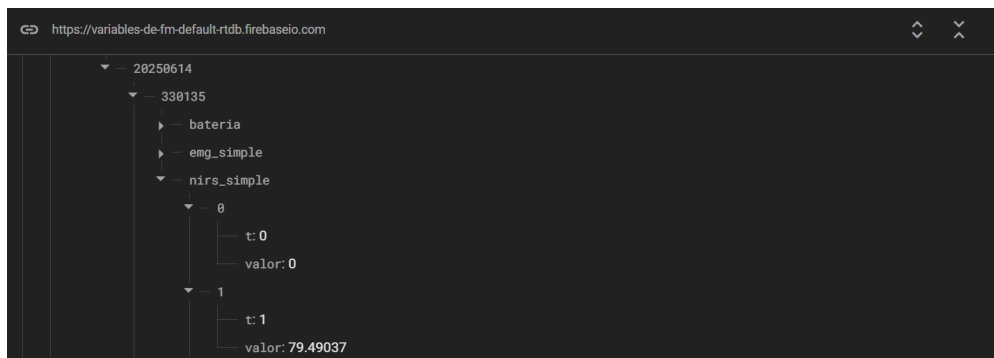 https://variables-de-fm-default-rtdb.firebaseio.com
20250614
330135
bateria
emg_simple
nirs_simple
0
t: 0
valor: 0
1
t: 1
valor: 79.49037